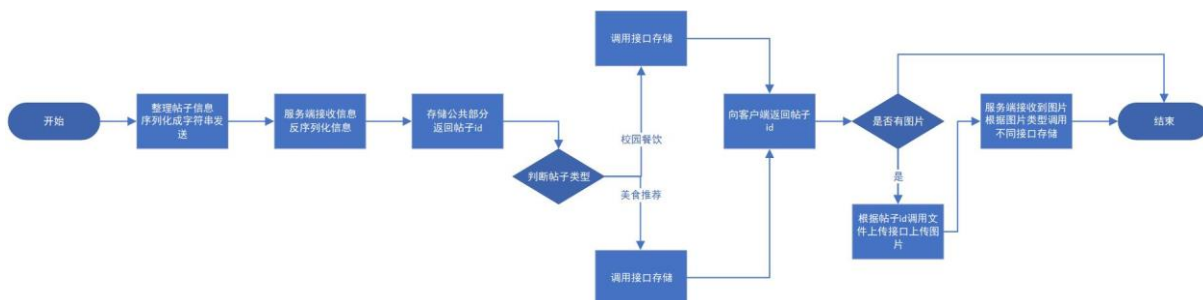 开始
整理帖子信息
序列化成字符串发
送
服务端接收信息
反序列化信息
存储公共部分
返回帖子id
判断帖子类型
校园餐饮
调用接口存储
美食推荐
调用接口存储
向客户端返回帖子
id
是否有图片
是
根据帖子id调用文
件上传接口上传图
片
服务端接收到图片
根据图片类型调用
不同接口存储
结束